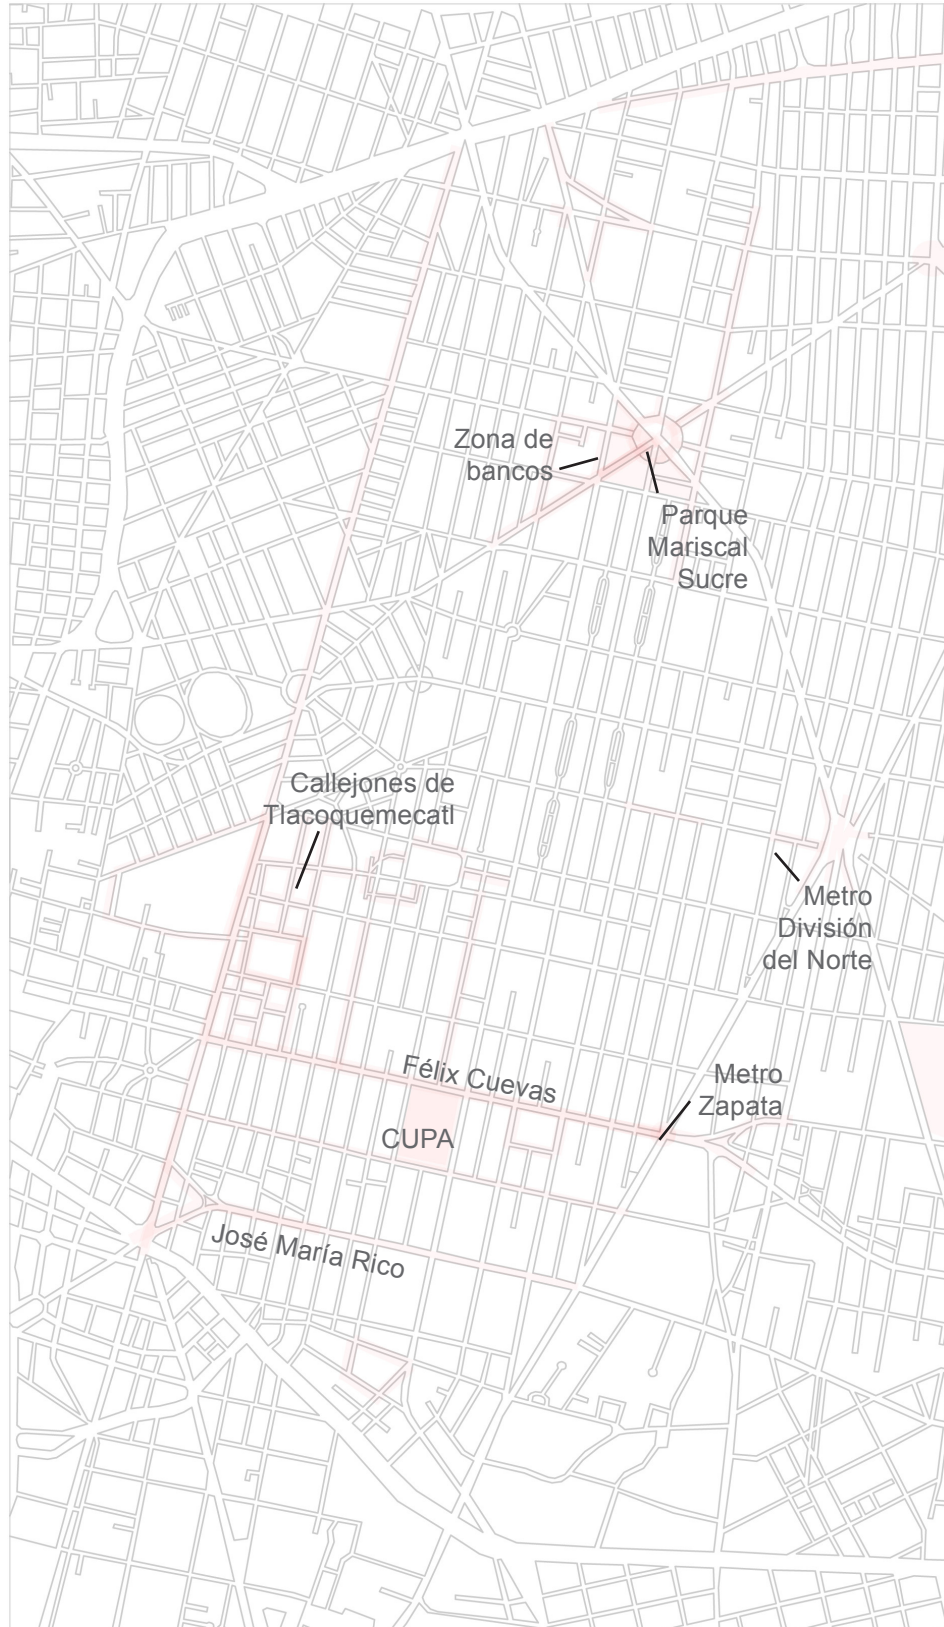 Zona de
bancos
Parque
Mariscal
Sucre
Callejones de
Tlacoquemecatl
Metro
División
del Norte
Félix Cuevas
Metro
Zapata
CUPA
José María Rico